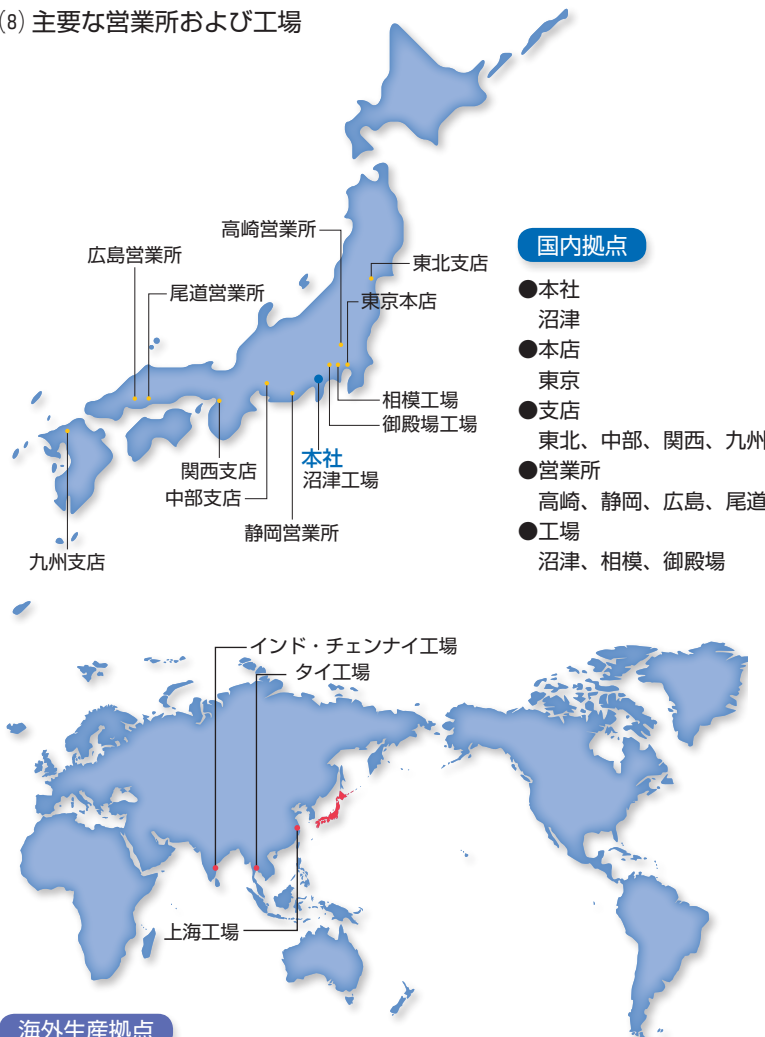 (8) 主要な営業所および工場
高崎営業所
広島営業所
東北支店
尾道営業所
東京本店
相模工場
御殿場工場
本社
沼津工場
関西支店
中部支店
静岡営業所
九州支店
国内拠点
●本社
沼津
●本店
東京
●支店
東北、中部、関西、九州
●営業所
高崎、静岡、広島、尾道
●工場
沼津、相模、御殿場
インド・チェンナイ工場
タイ工場
上海工場
海外生産拠点